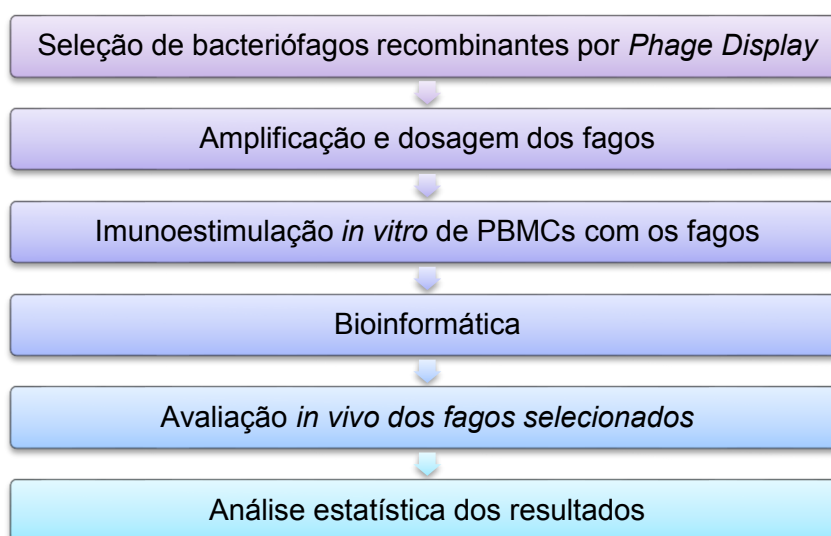 Seleção de bacteriófagos recombinantes por Phage Display
Amplificação e dosagem dos fagos
Imunoestimulação in vitro de PBMCs com os fagos
Bioinformática
Avaliação in vivo dos fagos selecionados
Análise estatística dos resultados